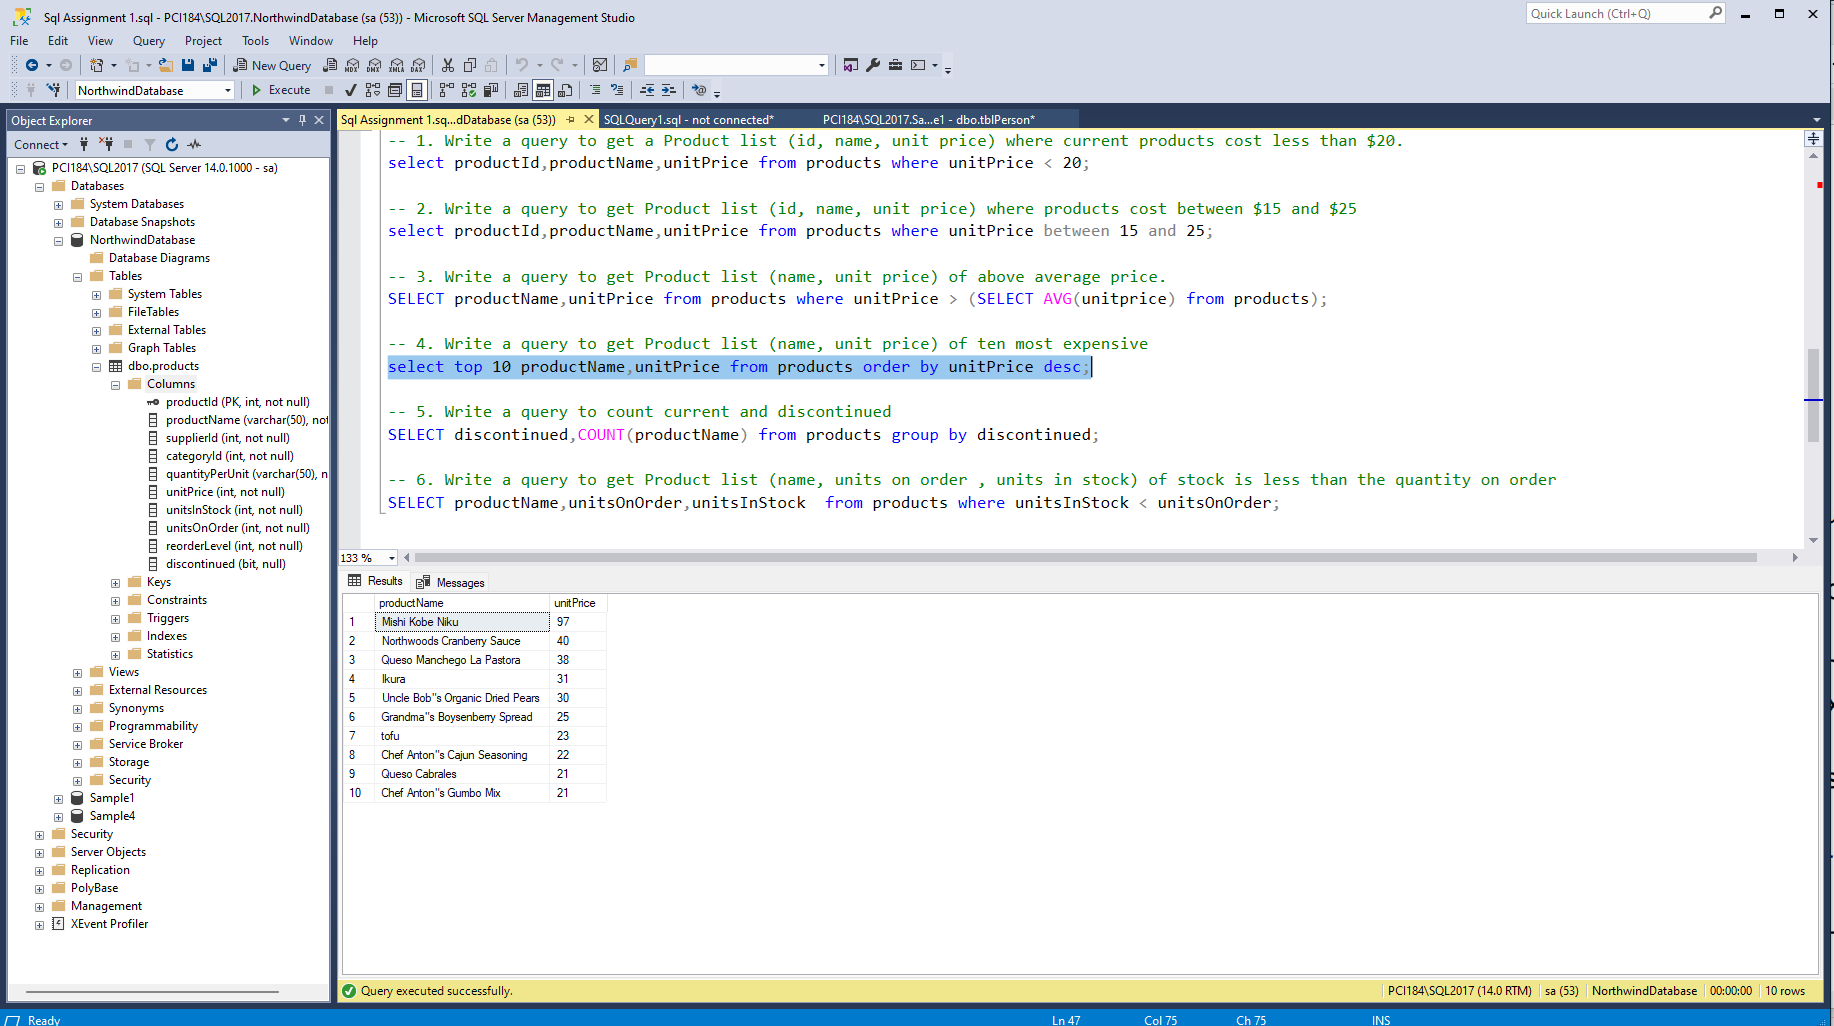 Sql Assignment 1.sql - PCI184\SQL2017.NorthwindDatabase (sa (53)) - Microsoft SQL Server Management Studio
Quick Launch (Ctrl+Q)
File Edit View Query Project Tools Window Help
New Query MDX DMX XMLA DAX
NorthwindDatabase Execute
Object Explorer
Connect
PCI184\SQL2017 (SQL Server 14.0.1000 - sa)
Databases
System Databases
Database Snapshots
NorthwindDatabase
Database Diagrams
Tables
System Tables
FileTables
External Tables
Graph Tables
dbo.products
Columns
productId (PK, int, not null)
productName (varchar(50), not
supplierId (int, not null)
categoryId (int, not null)
quantityPerUnit (varchar(50), n
unitPrice (int, not null)
unitsInStock (int, not null)
unitsOnOrder (int, not null)
reorderLevel (int, not null)
discontinued (bit, null)
Keys
Constraints
Triggers
Indexes
Statistics
Views
External Resources
Synonyms
Programmability
Service Broker
Storage
Security
Sample1
Sample4
Security
Server Objects
Replication
PolyBase
Management
XEvent Profiler
Sql Assignment 1.sq...dDatabase (sa (53)) SQLQuery1.sql - not connected* PCI184\SQL2017.Sa...e1 - dbo.tblPerson*
-- 1. Write a query to get a Product list (id, name, unit price) where current products cost less than $20.
select productId,productName,unitPrice from products where unitPrice < 20;
-- 2. Write a query to get Product list (id, name, unit price) where products cost between $15 and $25
select productId,productName,unitPrice from products where unitPrice between 15 and 25;
-- 3. Write a query to get Product list (name, unit price) of above average price.
SELECT productName,unitPrice from products where unitPrice > (SELECT AVG(unitprice) from products);
-- 4. Write a query to get Product list (name, unit price) of ten most expensive
select top 10 productName,unitPrice from products order by unitPrice desc;
-- 5. Write a query to count current and discontinued
SELECT discontinued,COUNT(productName) from products group by discontinued;
-- 6. Write a query to get Product list (name, units on order , units in stock) of stock is less than the quantity on order
SELECT productName,unitsOnOrder,unitsInStock  from products where unitsInStock < unitsOnOrder;
133 %
Results Messages
productName unitPrice
1 Mishi Kobe Niku 97
2 Northwoods Cranberry Sauce 40
3 Queso Manchego La Pastora 38
4 Ikura 31
5 Uncle Bob''s Organic Dried Pears 30
6 Grandma''s Boysenberry Spread 25
7 tofu 23
8 Chef Anton''s Cajun Seasoning 22
9 Queso Cabrales 21
10 Chef Anton''s Gumbo Mix 21
Query executed successfully. PCI184\SQL2017 (14.0 RTM) sa (53) NorthwindDatabase 00:00:00 10 rows
Ready Ln 47 Col 75 Ch 75 INS